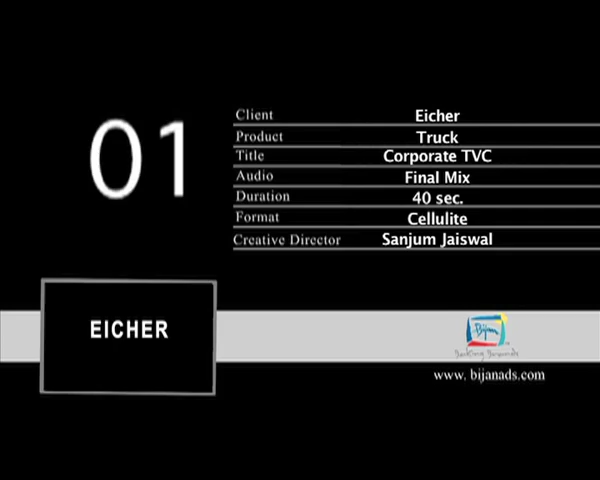 01
Client Eicher
Product Truck
Title Corporate TVC
Audio Final Mix
Duration 40 sec.
Format Cellulite
Creative Director Sanjum Jaiswal
EICHER
Bijan
www. bijanads.com